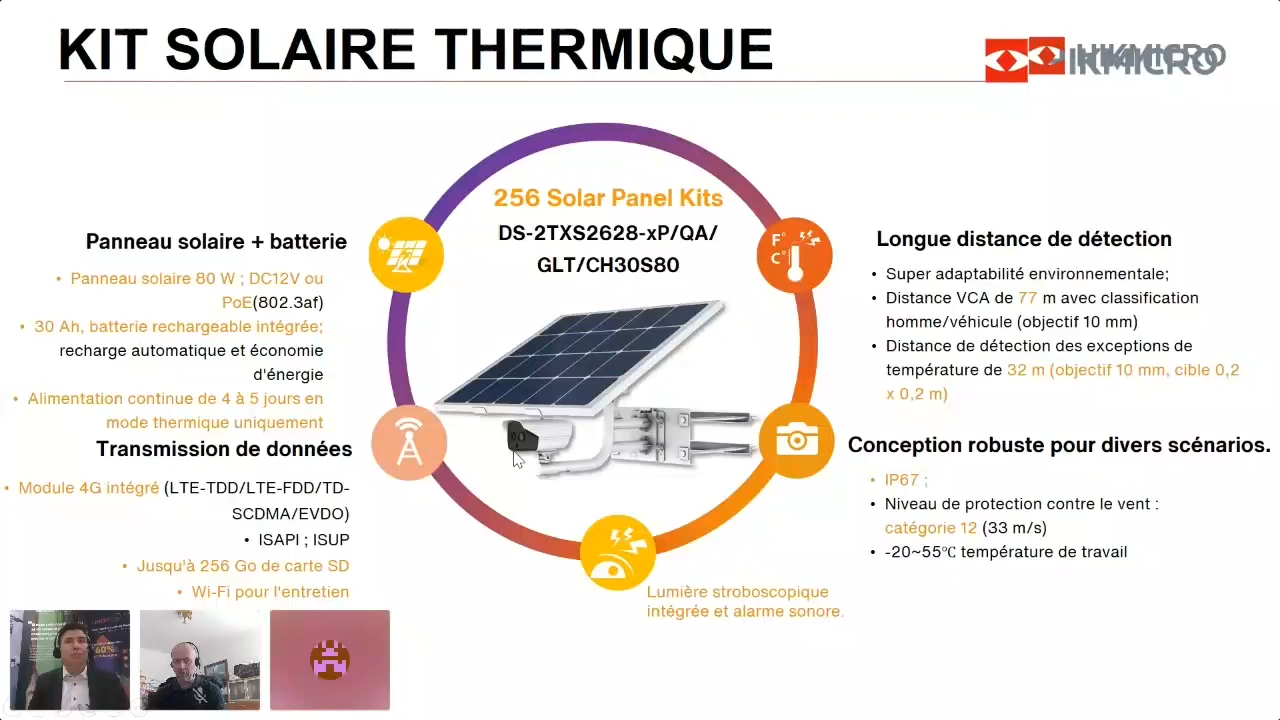 KIT SOLAIRE THERMIQUE
HIKMICRO
HIKMICRO
256 Solar Panel Kits
DS-2TXS2628-xP/QA/
GLT/CH30S80
Panneau solaire + batterie
• Panneau solaire 80 W ; DC12V ou
PoE(802.3af)
• 30 Ah, batterie rechargeable intégrée;
recharge automatique et économie
d'énergie
• Alimentation continue de 4 à 5 jours en
mode thermique uniquement
Transmission de données
• Module 4G intégré (LTE-TDD/LTE-FDD/TD-
SCDMA/EVDO)
• ISAPI ; ISUP
• Jusqu'à 256 Go de carte SD
• Wi-Fi pour l'entretien
F°
C°
Longue distance de détection
• Super adaptabilité environnementale;
• Distance VCA de 77 m avec classification
homme/véhicule (objectif 10 mm)
• Distance de détection des exceptions de
température de 32 m (objectif 10 mm, cible 0,2
x 0,2 m)
Conception robuste pour divers scénarios.
• IP67 ;
• Niveau de protection contre le vent :
catégorie 12 (33 m/s)
• -20~55℃ température de travail
Lumière stroboscopique
intégrée et alarme sonore.
60%